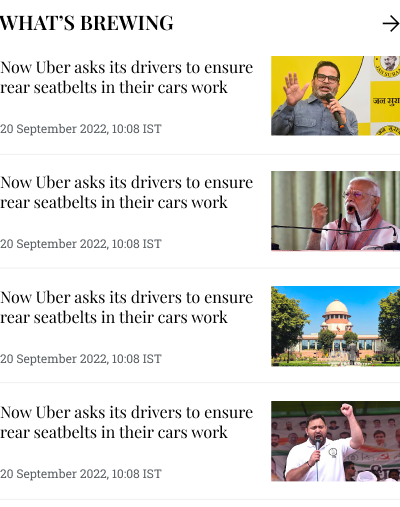 WHAT’S BREWING
Now Uber asks its drivers to ensure
rear seatbelts in their cars work
20 September 2022, 10:08 IST
जन सुरा
Now Uber asks its drivers to ensure
rear seatbelts in their cars work
20 September 2022, 10:08 IST
Now Uber asks its drivers to ensure
rear seatbelts in their cars work
20 September 2022, 10:08 IST
Now Uber asks its drivers to ensure
rear seatbelts in their cars work
20 September 2022, 10:08 IST